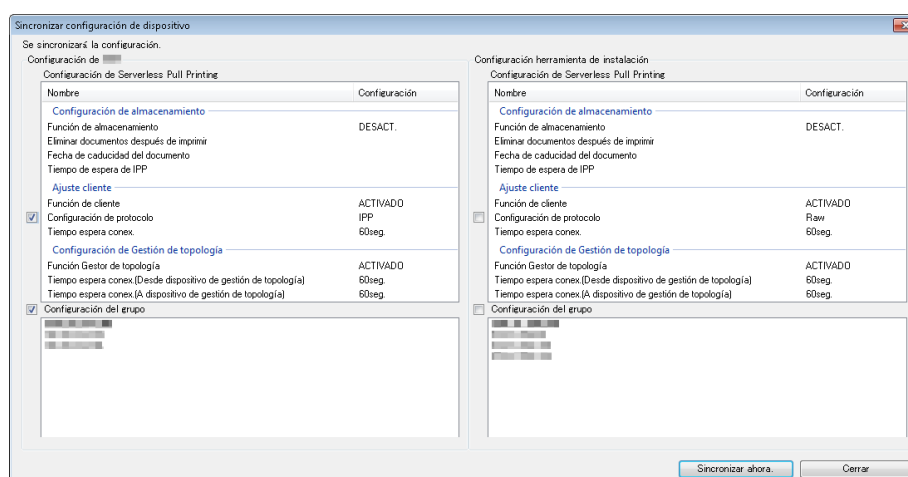 Sincronizar configuración de dispositivo
Se sincronizará la configuración.
Configuración de
Configuración de Serverless Pull Printing
Nombre Configuración
Configuración de almacenamiento
Función de almacenamiento DESACT.
Eliminar documentos después de imprimir
Fecha de caducidad del documento
Tiempo de espera de IPP
Ajuste cliente
Función de cliente ACTIVADO
Configuración de protocolo IPP
Tiempo espera conex. 60seg.
Configuración de Gestión de topología
Función Gestor de topología ACTIVADO
Tiempo espera conex.(Desde dispositivo de gestión de topología) 60seg.
Tiempo espera conex.(A dispositivo de gestión de topología) 60seg.
Configuración del grupo
Configuración herramienta de instalación
Configuración de Serverless Pull Printing
Nombre Configuración
Configuración de almacenamiento
Función de almacenamiento DESACT.
Eliminar documentos después de imprimir
Fecha de caducidad del documento
Tiempo de espera de IPP
Ajuste cliente
Función de cliente ACTIVADO
Configuración de protocolo Raw
Tiempo espera conex. 60seg.
Configuración de Gestión de topología
Función Gestor de topología ACTIVADO
Tiempo espera conex.(Desde dispositivo de gestión de topología) 60seg.
Tiempo espera conex.(A dispositivo de gestión de topología) 60seg.
Configuración del grupo
Sincronizar ahora. Cerrar